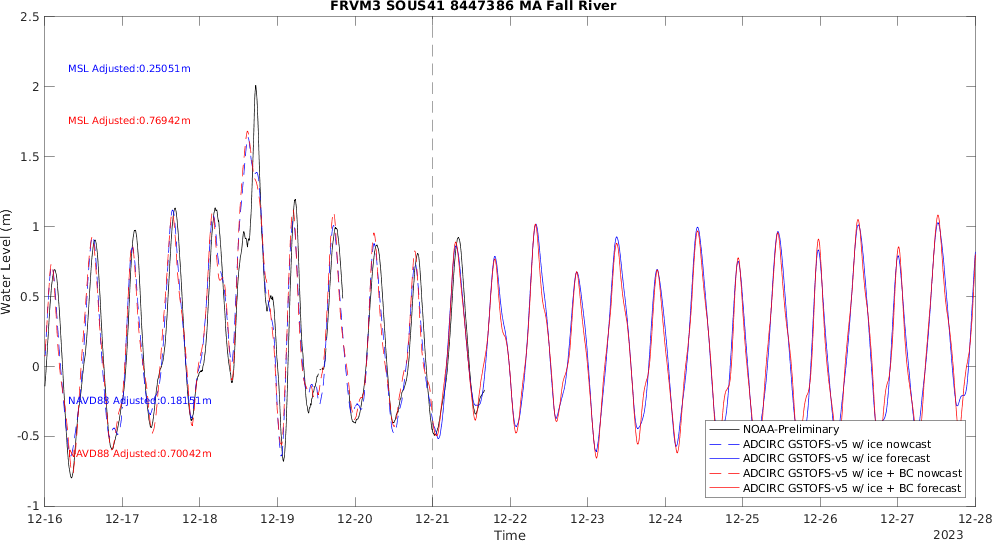 FRVM3 SOUS41 8447386 MA Fall River
2.5
2
1.5
1
0.5
0
-0.5
-1
Water Level (m)
MSL Adjusted:0.25051m
MSL Adjusted:0.76942m
NAVD88 Adjusted:0.18151m
NAVD88 Adjusted:0.70042m
NOAA-Preliminary
ADCIRC GSTOFS-v5 w/ ice nowcast
ADCIRC GSTOFS-v5 w/ ice forecast
ADCIRC GSTOFS-v5 w/ ice + BC nowcast
ADCIRC GSTOFS-v5 w/ ice + BC forecast
12-16 12-17 12-18 12-19 12-20 12-21 12-22 12-23 12-24 12-25 12-26 12-27 12-28
Time
2023